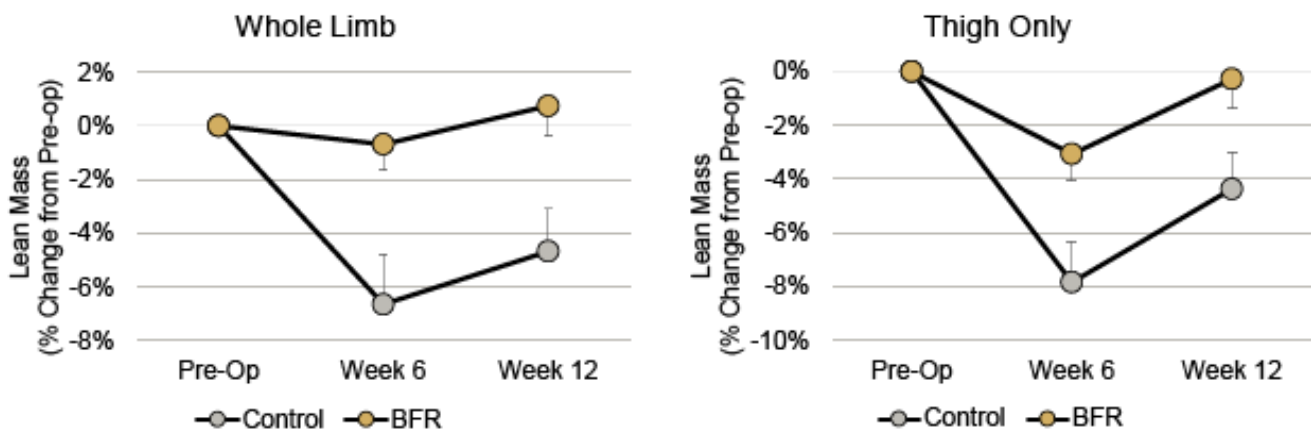 Whole Limb
Lean Mass
(% Change from Pre-op)
2%
0%
-2%
-4%
-6%
-8%
Pre-Op Week 6 Week 12
Control BFR
Thigh Only
Lean Mass
(% Change from Pre-op)
0%
-2%
-4%
-6%
-8%
-10%
Pre-Op Week 6 Week 12
Control BFR